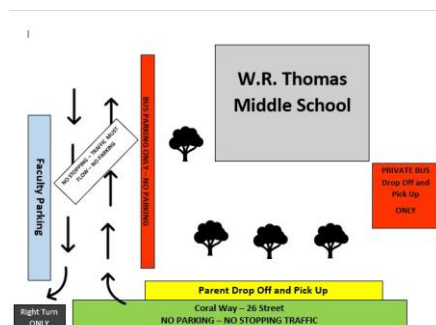 W.R. Thomas
Middle School
BUS PARKING ONLY – NO PARKING
NO STOPPING – TRAFFIC MUST
FLOW – NO PARKING
Faculty Parking
PRIVATE BUS
Drop Off and
Pick Up
ONLY
Parent Drop Off and Pick Up
Right Turn
ONLY
Coral Way – 26 Street
NO PARKING – NO STOPPING TRAFFIC